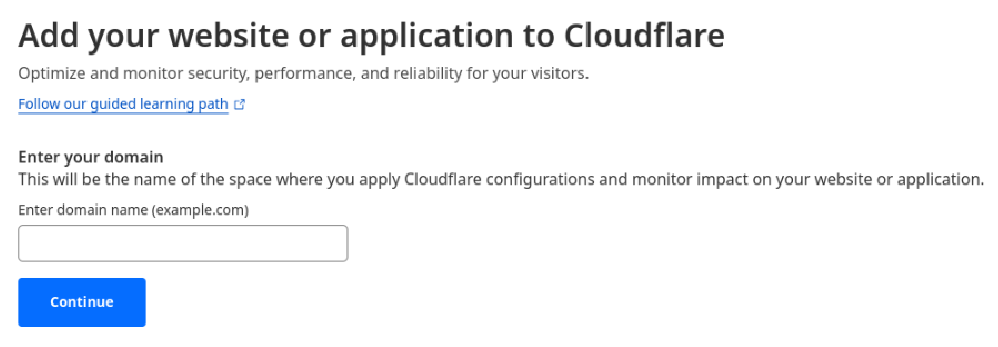 Add your website or application to Cloudflare
Optimize and monitor security, performance, and reliability for your visitors.
Follow our guided learning path
Enter your domain
This will be the name of the space where you apply Cloudflare configurations and monitor impact on your website or application.
Enter domain name (example.com)
Continue